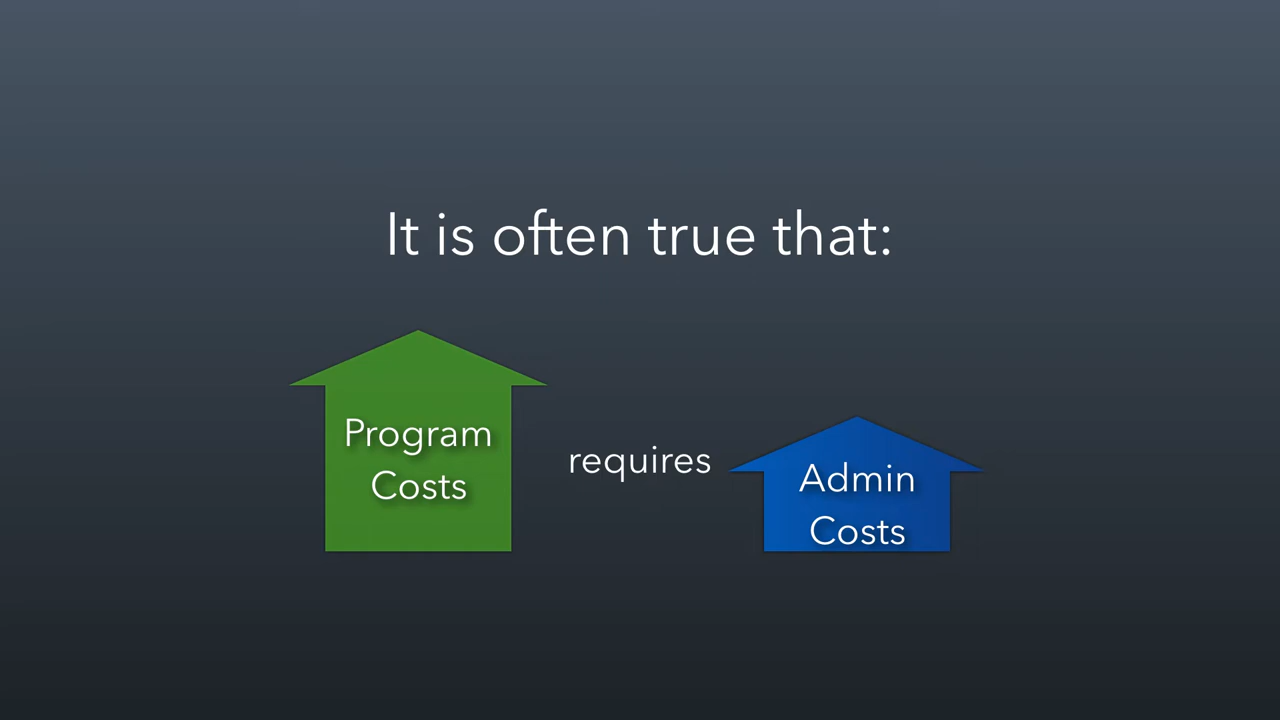 It is often true that:
Program
Costs
requires
Admin
Costs